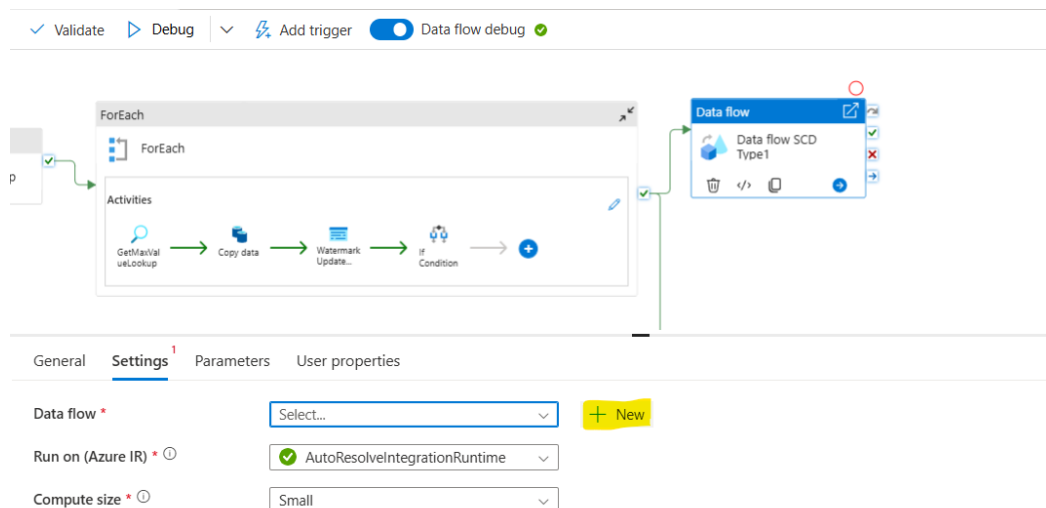 Validate Debug Add trigger Data flow debug
ForEach
ForEach
Activities
GetMaxVal
ueLookup
Copy data
Watermark
Update...
If
Condition
p
Data flow
Data flow SCD
Type1
General Settings 1 Parameters User properties
Data flow * Select... New
Run on (Azure IR) * AutoResolveIntegrationRuntime
Compute size * Small